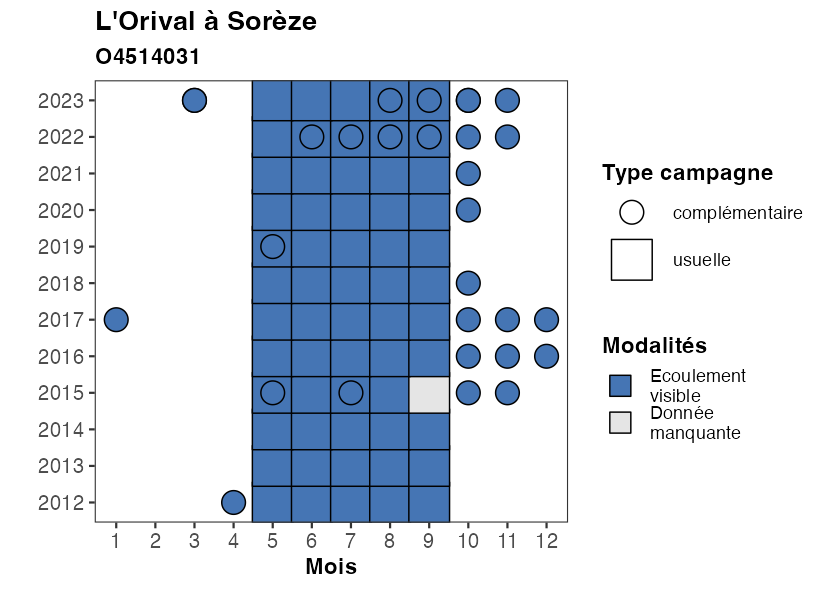 L'Orival à Sorèze
O4514031
2023
2022
2021
2020
2019
2018
2017
2016
2015
2014
2013
2012
1 2 3 4 5 6 7 8 9 10 11 12
Mois
Type campagne
complémentaire
usuelle
Modalités
Ecoulement
visible
Donnée
manquante